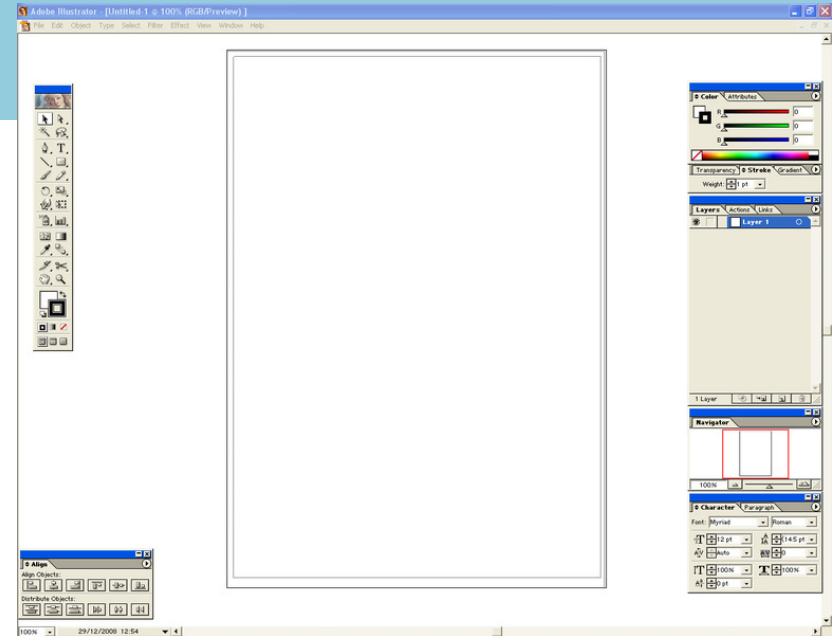 Adobe Illustrator - [Untitled-1 @ 100% (RGB/Preview) ]
File Edit Object Type Select Filter Effect View Window Help
Color Attributes
R 0
G 0
B 0
Transparency Stroke Gradient
Weight: 1 pt
Layers Actions Links
Layer 1
1 Layer
Navigator
100%
Character Paragraph
Font: Myriad Roman
12 pt (14.5 pt
Auto 0
100% 100%
0 pt
Align
Align Objects:
Distribute Objects:
100% 29/12/2008 12:54